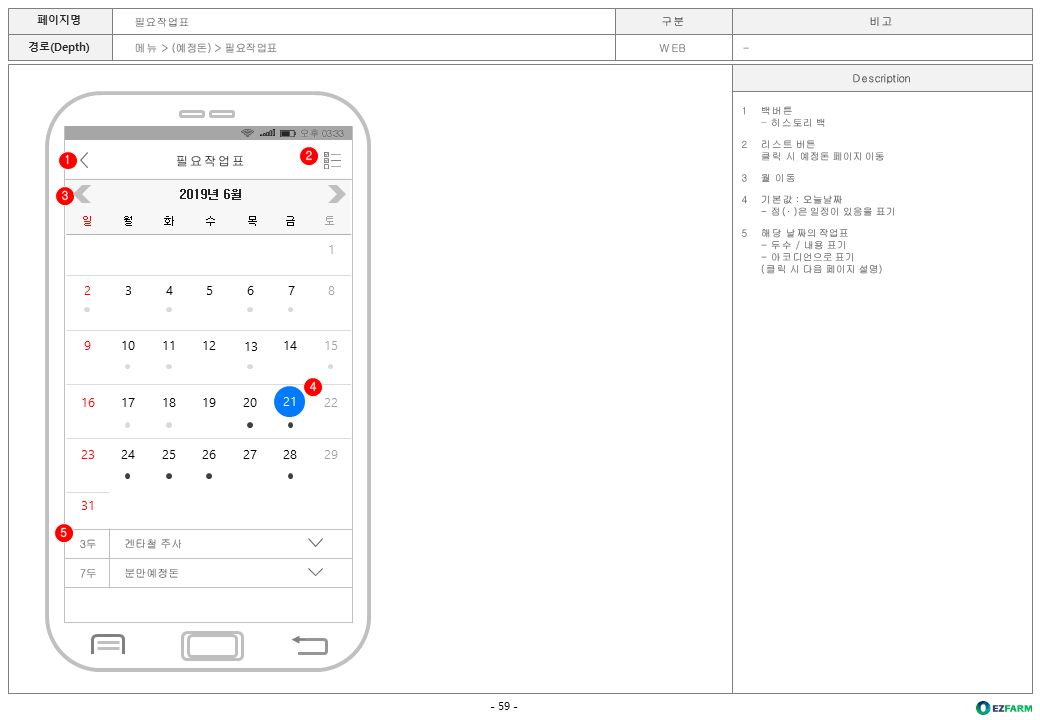 페이지명 필요작업표 구분 비고
경로(Depth) 메뉴 > (예정돈) > 필요작업표 WEB -
Description
오후 03:33
1 필요작업표 2
3 2019년 6월
일 월 화 수 목 금 토
1
2 3 4 5 6 7 8
9 10 11 12 13 14 15
4
16 17 18 19 20 21 22
23 24 25 26 27 28 29
31
5
3두 겐타철 주사
7두 분만예정돈
1 백버튼
- 히스토리 백
2 리스트 버튼
클릭 시 예정돈 페이지 이동
3 월 이동
4 기본값 : 오늘날짜
- 점(·)은 일정이 있음을 표기
5 해당 날짜의 작업표
- 두수 / 내용 표기
- 아코디언으로 표기
(클릭 시 다음 페이지 설명)
- 59 -
EZFARM